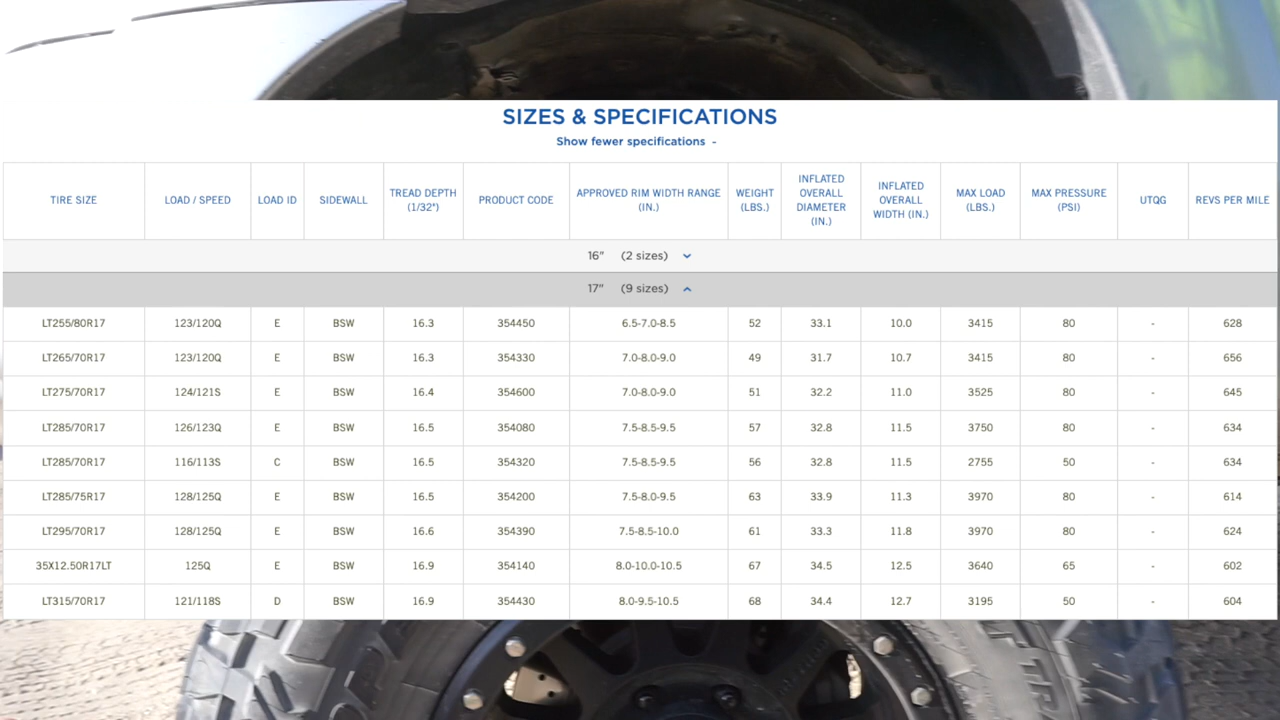 SIZES & SPECIFICATIONS
Show fewer specifications -
TIRE SIZE LOAD / SPEED LOAD ID SIDEWALL TREAD DEPTH (1/32") PRODUCT CODE APPROVED RIM WIDTH RANGE (IN.) WEIGHT (LBS.) INFLATED OVERALL DIAMETER (IN.) INFLATED OVERALL WIDTH (IN.) MAX LOAD (LBS.) MAX PRESSURE (PSI) UTQG REVS PER MILE
16" (2 sizes)
17" (9 sizes)
LT255/80R17 123/120Q E BSW 16.3 354450 6.5-7.0-8.5 52 33.1 10.0 3415 80 - 628
LT265/70R17 123/120Q E BSW 16.3 354330 7.0-8.0-9.0 49 31.7 10.7 3415 80 - 656
LT275/70R17 124/121S E BSW 16.4 354600 7.0-8.0-9.0 51 32.2 11.0 3525 80 - 645
LT285/70R17 126/123Q E BSW 16.5 354080 7.5-8.5-9.5 57 32.8 11.5 3750 80 - 634
LT285/70R17 116/113S C BSW 16.5 354320 7.5-8.5-9.5 56 32.8 11.5 2755 50 - 634
LT285/75R17 128/125Q E BSW 16.5 354200 7.5-8.0-9.5 63 33.9 11.3 3970 80 - 614
LT295/70R17 128/125Q E BSW 16.6 354390 7.5-8.5-10.0 61 33.3 11.8 3970 80 - 624
35X12.50R17LT 125Q E BSW 16.9 354140 8.0-10.0-10.5 67 34.5 12.5 3640 65 - 602
LT315/70R17 121/118S D BSW 16.9 354430 8.0-9.5-10.5 68 34.4 12.7 3195 50 - 604